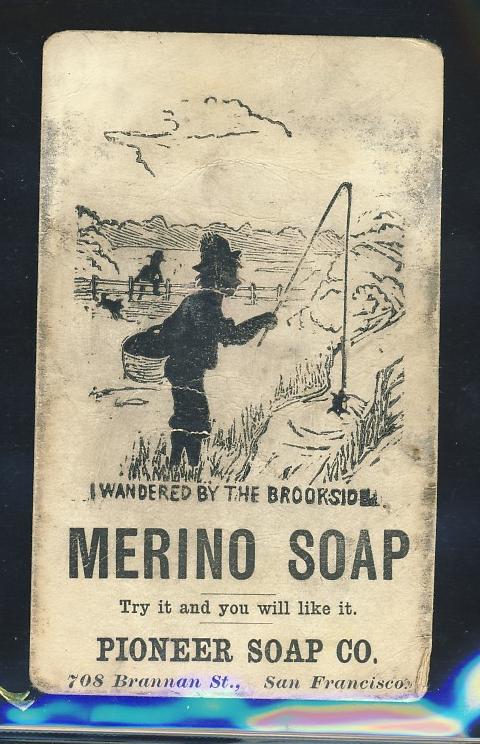 I WANDERED BY THE BROOKSIDE
MERINO SOAP
Try it and you will like it.
PIONEER SOAP CO.
708 Brannan St., San Francisco.